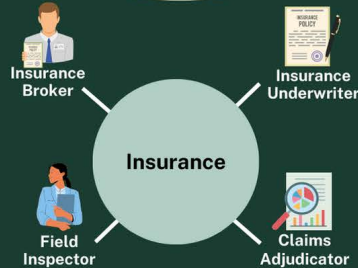 INSURANCE
POLICY
Insurance
Broker
Insurance
Underwriter
Insurance
Field
Inspector
Claims
Adjudicator